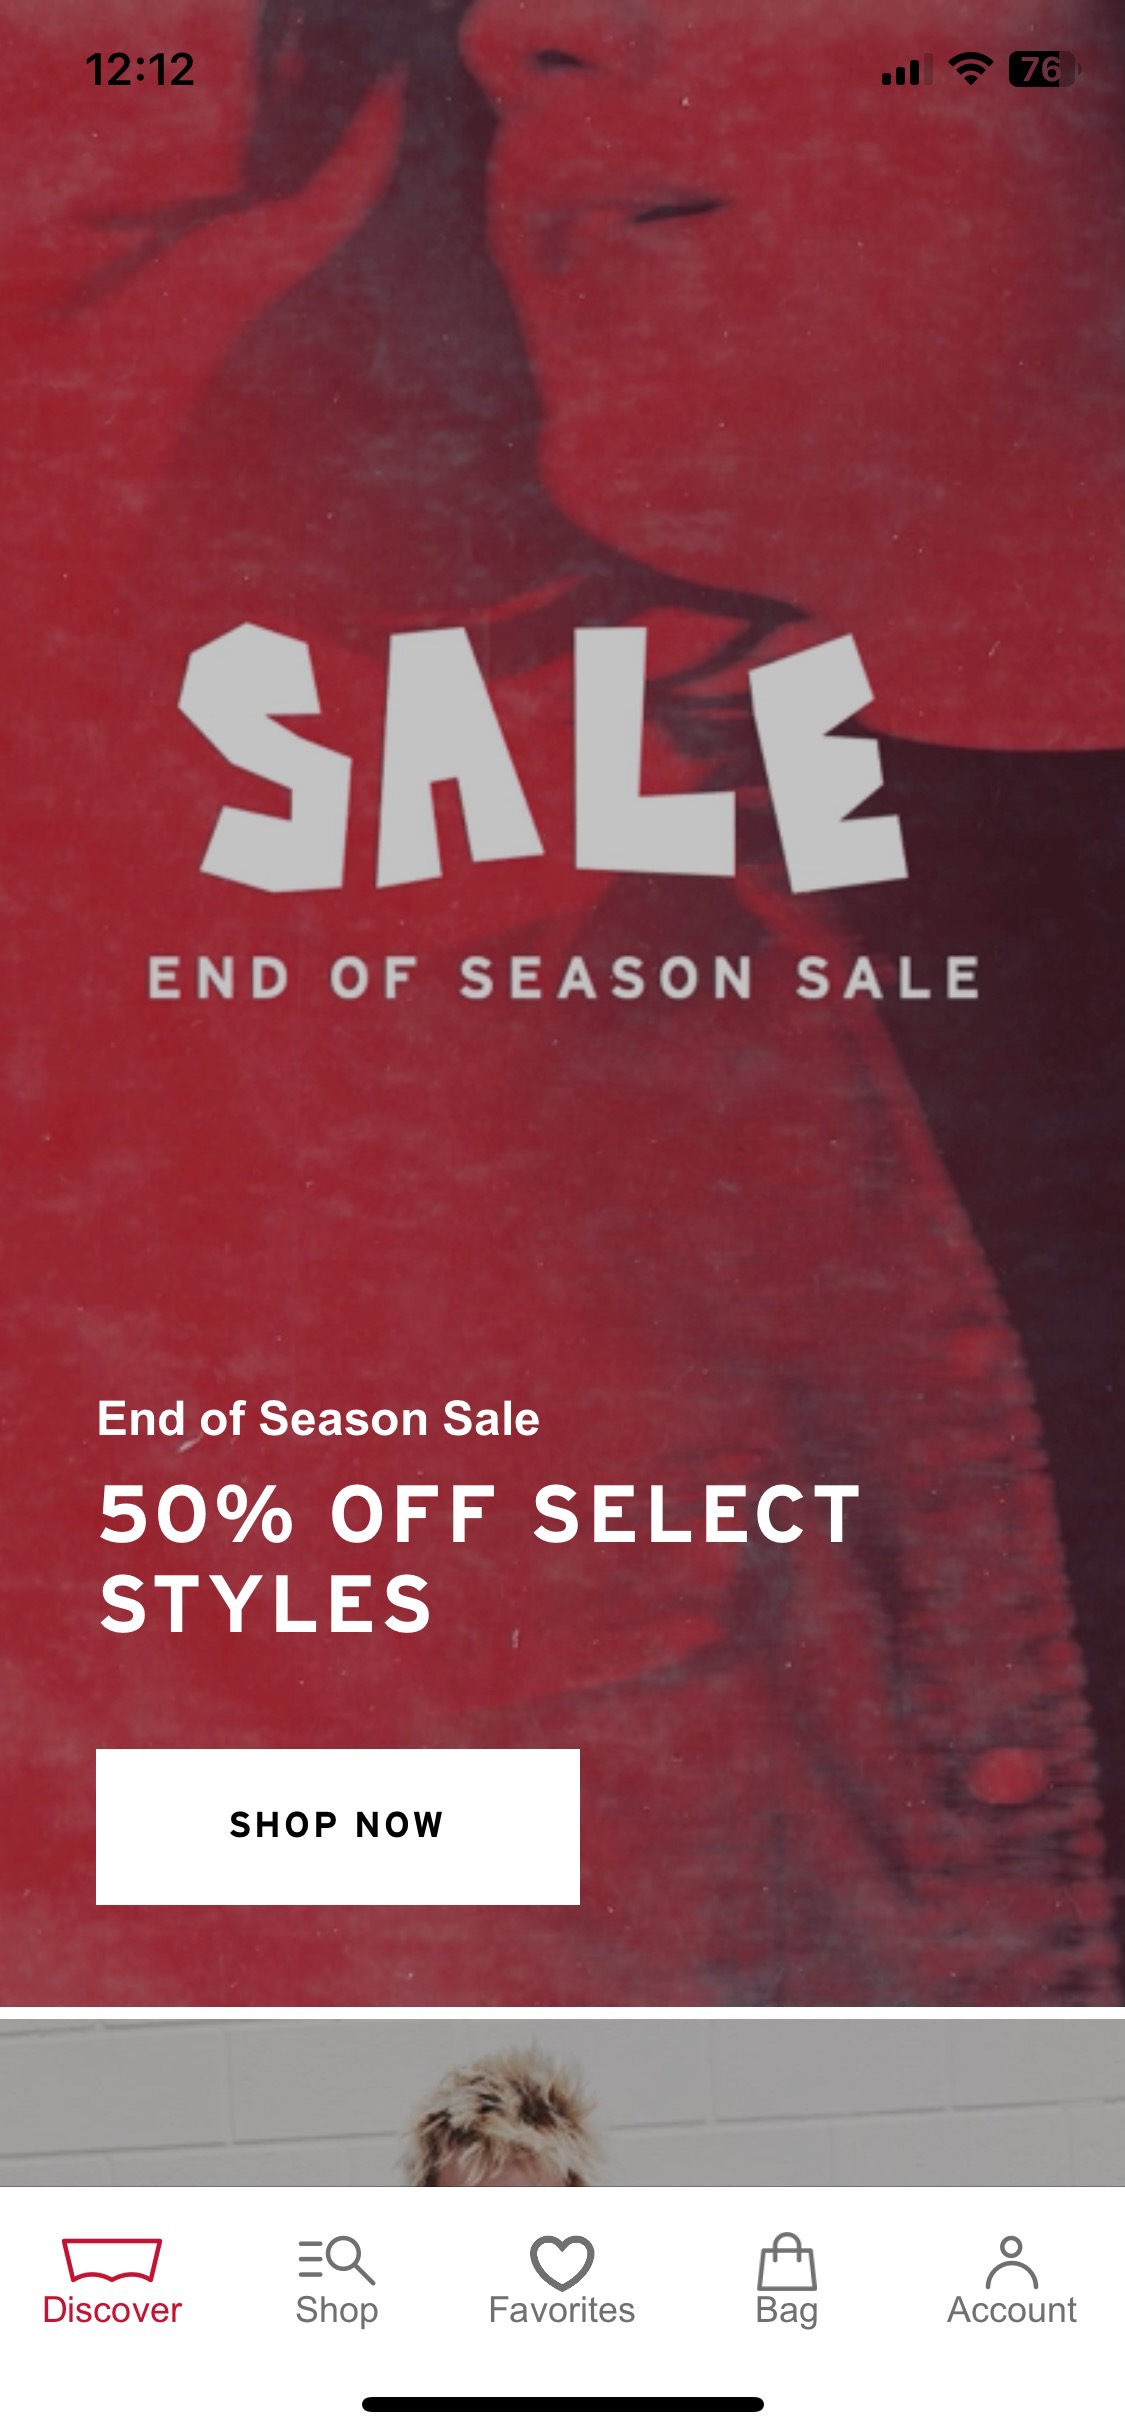 12:12
76
SALE
END OF SEASON SALE
End of Season Sale
50% OFF SELECT
STYLES
SHOP NOW
Discover
Shop
Favorites
Bag
Account